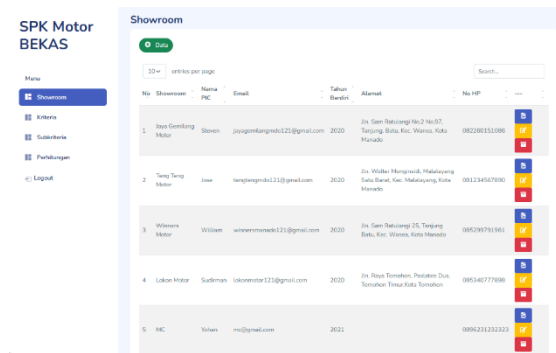 SPK Motor
BEKAS
Menu
Showroom
Kriteria
Subkriteria
Perhitungan
Logout
Showroom
Data
10 entries per page
Search...
No Showroom Nama PIC Email Tahun Berdiri Alamat No HP ---
1 Jaya Gemilang Motor Steven jayagemilangmdo121@gmail.com 2020 Jln. Sam Ratulangi No.2 No.97, Tanjung. Batu, Kec. Wanea, Kota Manado 082280151086
2 Teng Teng Motor Jose tengtengmdo121@gmail.com 2020 Jln. Wolter Monginsidi, Malalayang Satu Barat, Kec. Malalayang, Kota Manado 081234567890
3 Winners Motor William winnersmanado121@gmail.com 2020 Jln. Sam Ratulangi 25, Tanjung Batu, Kec. Wanea, Kota Manado 085299791961
4 Lokon Motor Sudirman lokonmotor121@gmail.com 2020 Jln. Raya Tomohon, Paslaten Dua, Tomohon Timur,Kota Tomohon 085340777898
5 MC Yohan mc@gmail.com 2021 0896231232323